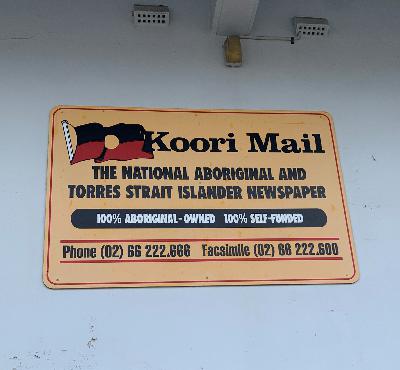 Koori Mail
THE NATIONAL ABORIGINAL AND
TORRES STRAIT ISLANDER NEWSPAPER
100% ABORIGINAL-OWNED 100% SELF-FUNDED
Phone (02) 66 222.666 Facsimile (02) 66 222.600